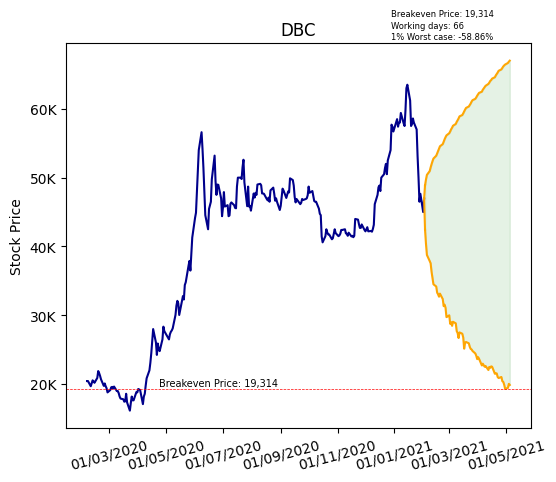 Breakeven Price: 19,314
Working days: 66
1% Worst case: -58.86%
DBC
Stock Price
60K
50K
40K
30K
20K
Breakeven Price: 19,314
01/03/2020
01/05/2020
01/07/2020
01/09/2020
01/11/2020
01/01/2021
01/03/2021
01/05/2021